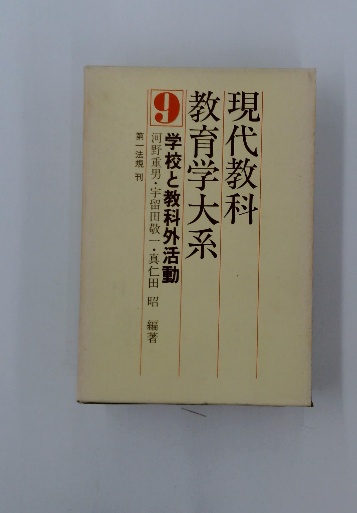 現代教科
教育学大系
9
学校と教科外活動
河野重男・宇留田敬一・真仁田 昭 編著
第一法規 刊